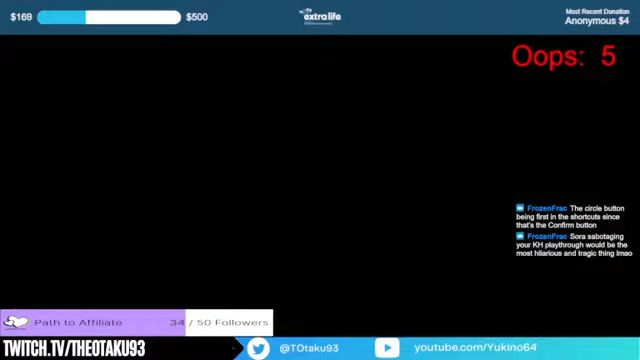 $169
$500
extralife
Most Recent Donation
Anonymous $4
Oops: 5
FrozenFrac The circle button
being first in the shortcuts since
that's the Confirm button
FrozenFrac Sora sabotaging
your KH playthrough would be the
most hilarious and tragic thing lmao
Path to Affiliate 34 / 50 Followers
TWITCH.TV/THEOTAKU93
@TOtaku93
youtube.com/Yukino64